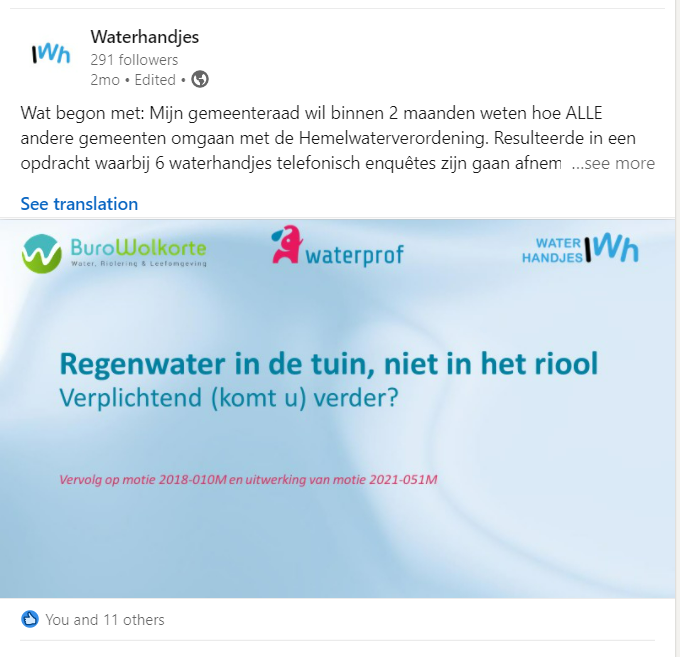 Waterhandjes
291 followers
2mo • Edited •
Wat begon met: Mijn gemeenteraad wil binnen 2 maanden weten hoe ALLE
andere gemeenten omgaan met de Hemelwaterverordening. Resulteerde in een
opdracht waarbij 6 waterhandjes telefonisch enquêtes zijn gaan afnem ...see more
See translation
BuroWolkorte
Water, Riolering & Leefomgeving
waterprof
WATER
HANDJES
Wh
Regenwater in de tuin, niet in het riool
Verplichtend (komt u) verder?
Vervolg op motie 2018-010M en uitwerking van motie 2021-051M
You and 11 others